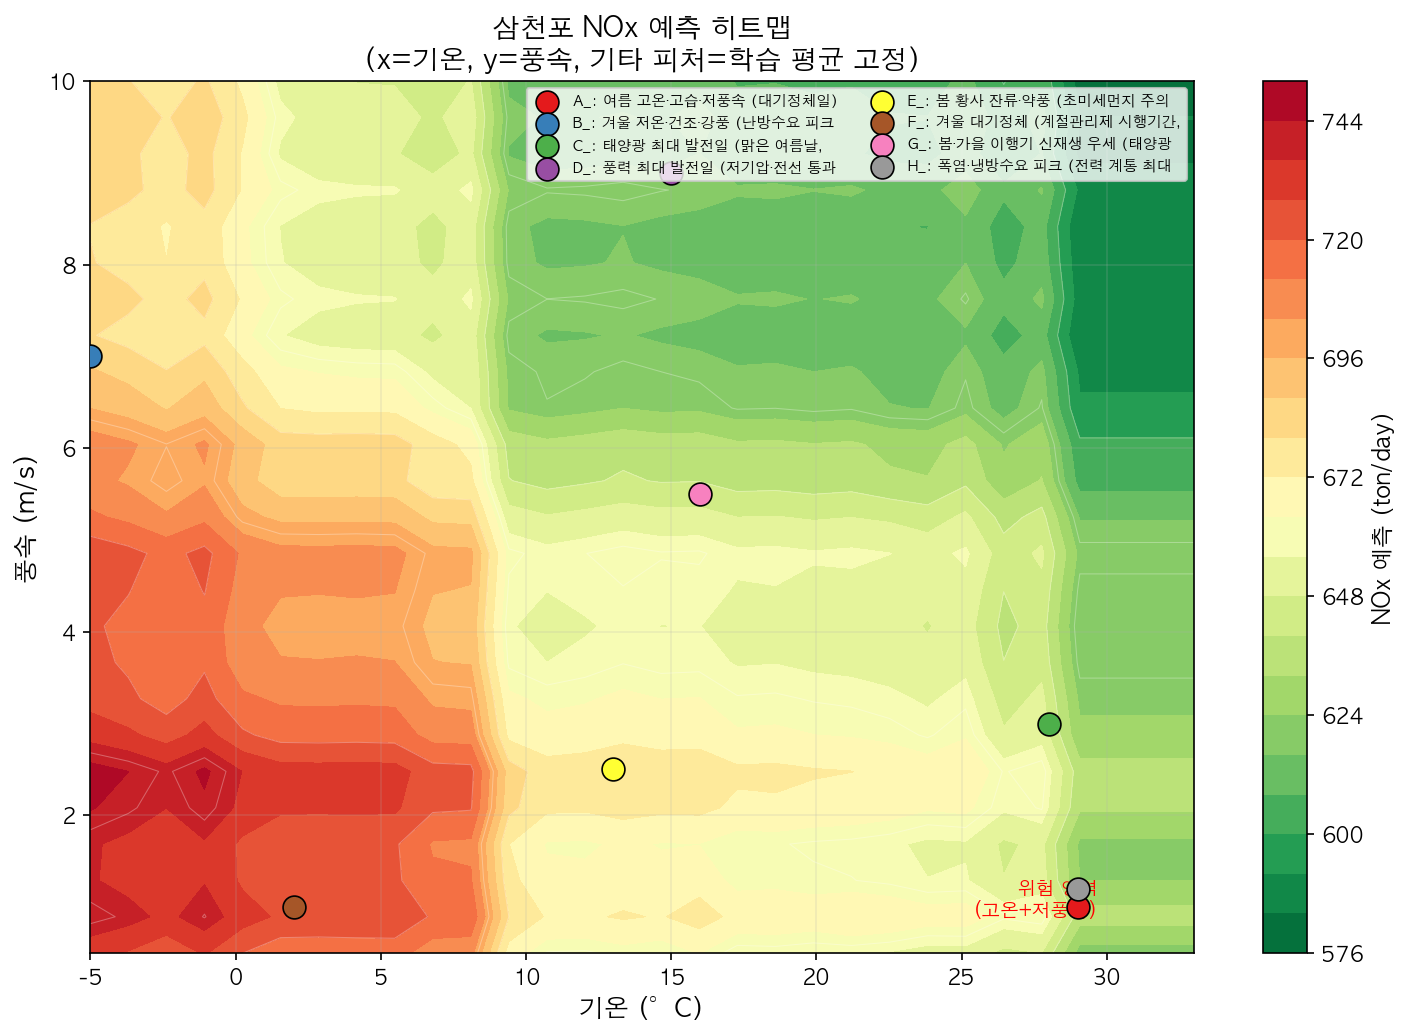 삼천포 NOx 예측 히트맵
(x=기온, y=풍속, 기타 피처=학습 평균 고정)
A_: 여름 고온·고습·저풍속 (대기정체일)
B_: 겨울 저온·건조·강풍 (난방수요 피크
C_: 태양광 최대 발전일 (맑은 여름날,
D_: 풍력 최대 발전일 (저기압·전선 통과
E_: 봄 황사 잔류·약풍 (초미세먼지 주의
F_: 겨울 대기정체 (계절관리제 시행기간,
G_: 봄·가을 이행기 신재생 우세 (태양광
H_: 폭염·냉방수요 피크 (전력 계통 최대
풍속 (m/s)
10
8
6
4
2
위험
(고온+저풍
-5 0 5 10 15 20 25 30
기온 (°C)
744
720
696
672
648
624
600
576
NOx 예측 (ton/day)